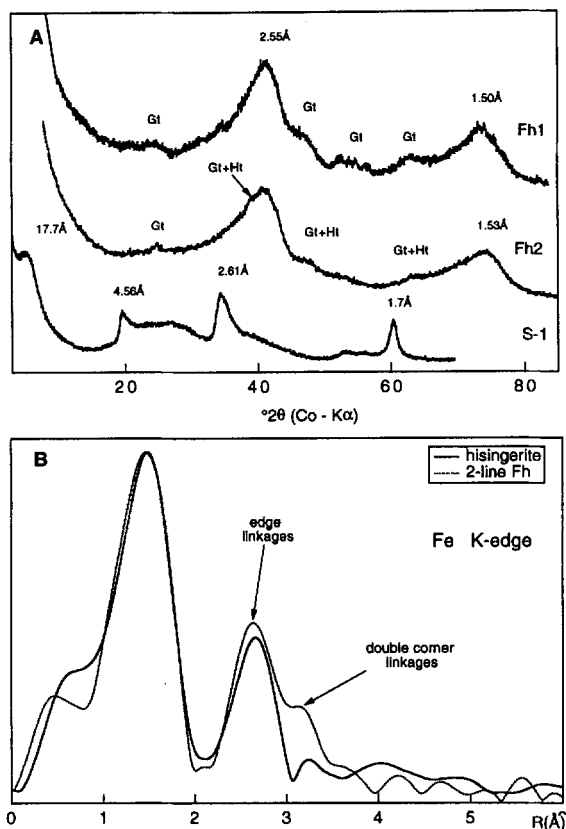 A
2.55Å
Gt
Gt
Gt
Gt
1.50Å
Fh1
Gt+Ht
17.7Å
Gt
Gt+Ht
Gt+Ht
1.53Å
Fh2
4.56Å
2.61Å
1.7Å
S-1
20
40
60
80
°2θ (Co - Kα)
B
hisingerite
2-line Fh
edge
linkages
Fe K-edge
double corner
linkages
0
1
2
3
4
5
R(Å)